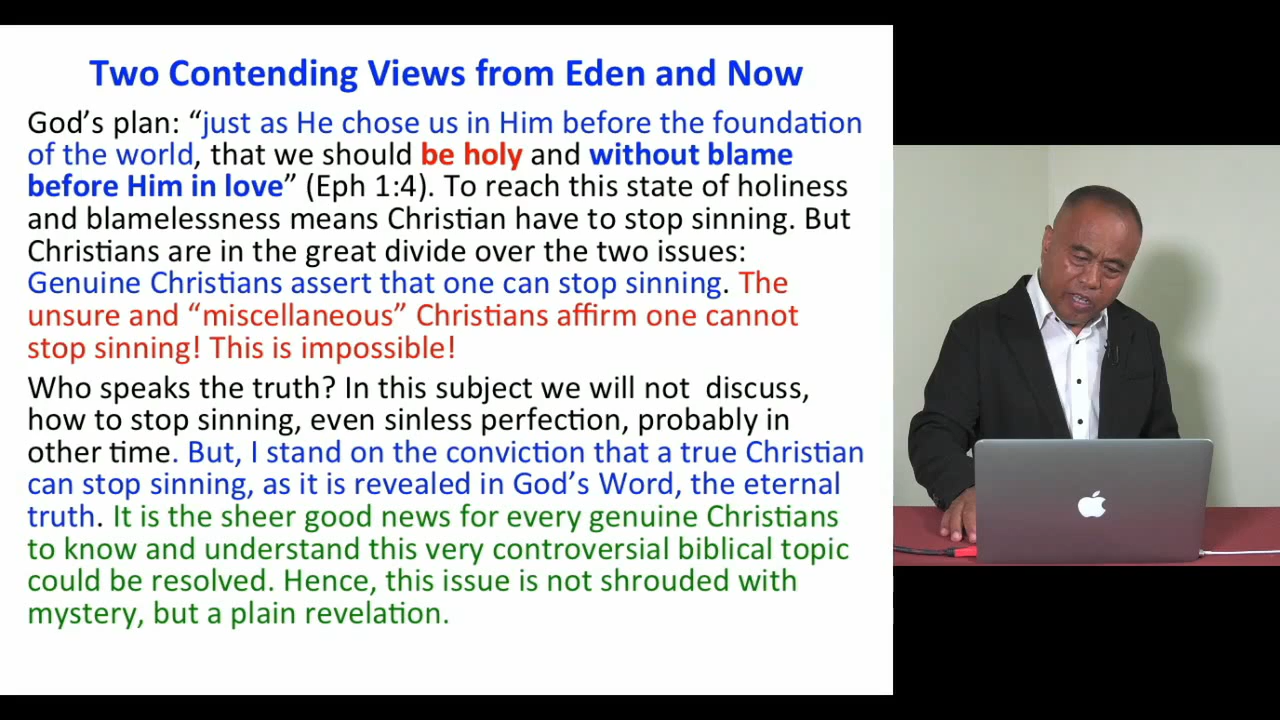 Two Contending Views from Eden and Now
God's plan: “just as He chose us in Him before the foundation
of the world, that we should be holy and without blame
before Him in love” (Eph 1:4). To reach this state of holiness
and blamelessness means Christian have to stop sinning. But
Christians are in the great divide over the two issues:
Genuine Christians assert that one can stop sinning. The
unsure and “miscellaneous” Christians affirm one cannot
stop sinning! This is impossible!
Who speaks the truth? In this subject we will not  discuss,
how to stop sinning, even sinless perfection, probably in
other time. But, I stand on the conviction that a true Christian
can stop sinning, as it is revealed in God's Word, the eternal
truth. It is the sheer good news for every genuine Christians
to know and understand this very controversial biblical topic
could be resolved. Hence, this issue is not shrouded with
mystery, but a plain revelation.